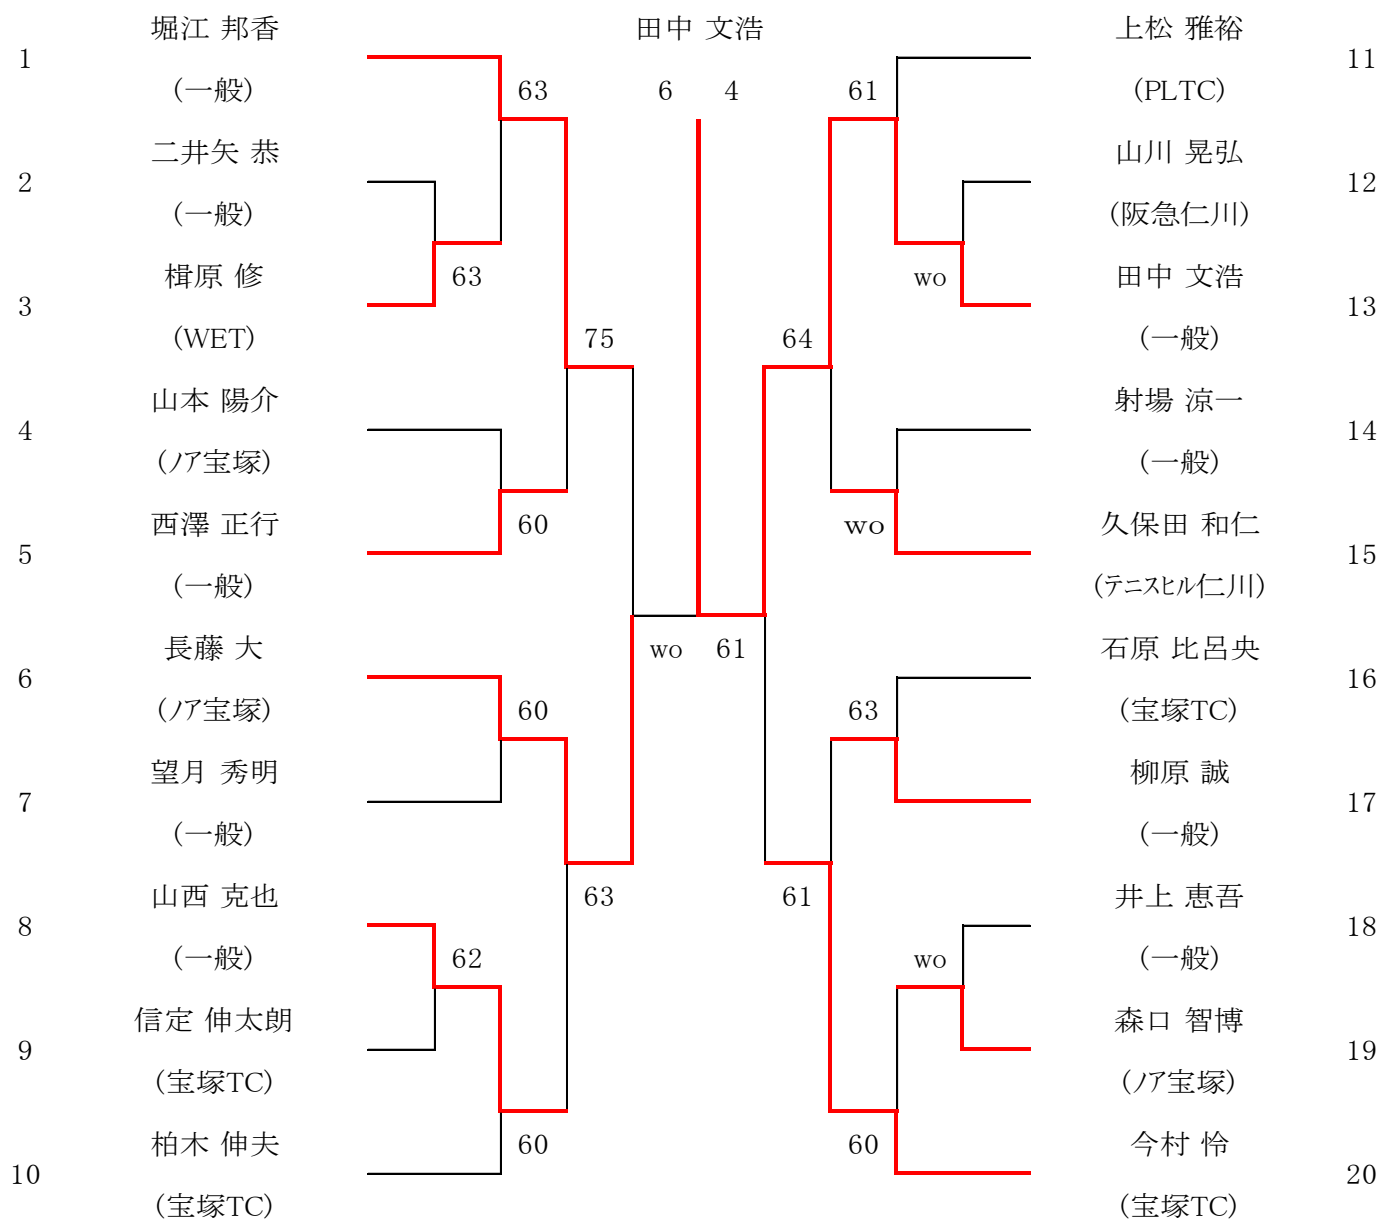 堀江 邦香 田中 文浩 上松 雅裕
1 11
(一般) 63 6 4 61 (PLTC)
二井矢 恭 山川 晃弘
2 12
(一般) (阪急仁川)
楫原 修 63 wo 田中 文浩
3 13
(WET) 75 64 (一般)
山本 陽介 射場 涼一
4 14
(ﾉｱ宝塚) (一般)
西澤 正行 60 wo 久保田 和仁
5 15
(一般) (ﾃﾆｽﾋﾙ仁川)
長藤 大 wo 61 石原 比呂央
6 16
(ﾉｱ宝塚) 60 63 (宝塚TC)
望月 秀明 柳原 誠
7 17
(一般) (一般)
山西 克也 63 61 井上 恵吾
8 18
(一般) 62 wo (一般)
信定 伸太朗 森口 智博
9 19
(宝塚TC) (ﾉｱ宝塚)
柏木 伸夫 60 60 今村 怜
10 20
(宝塚TC) (宝塚TC)